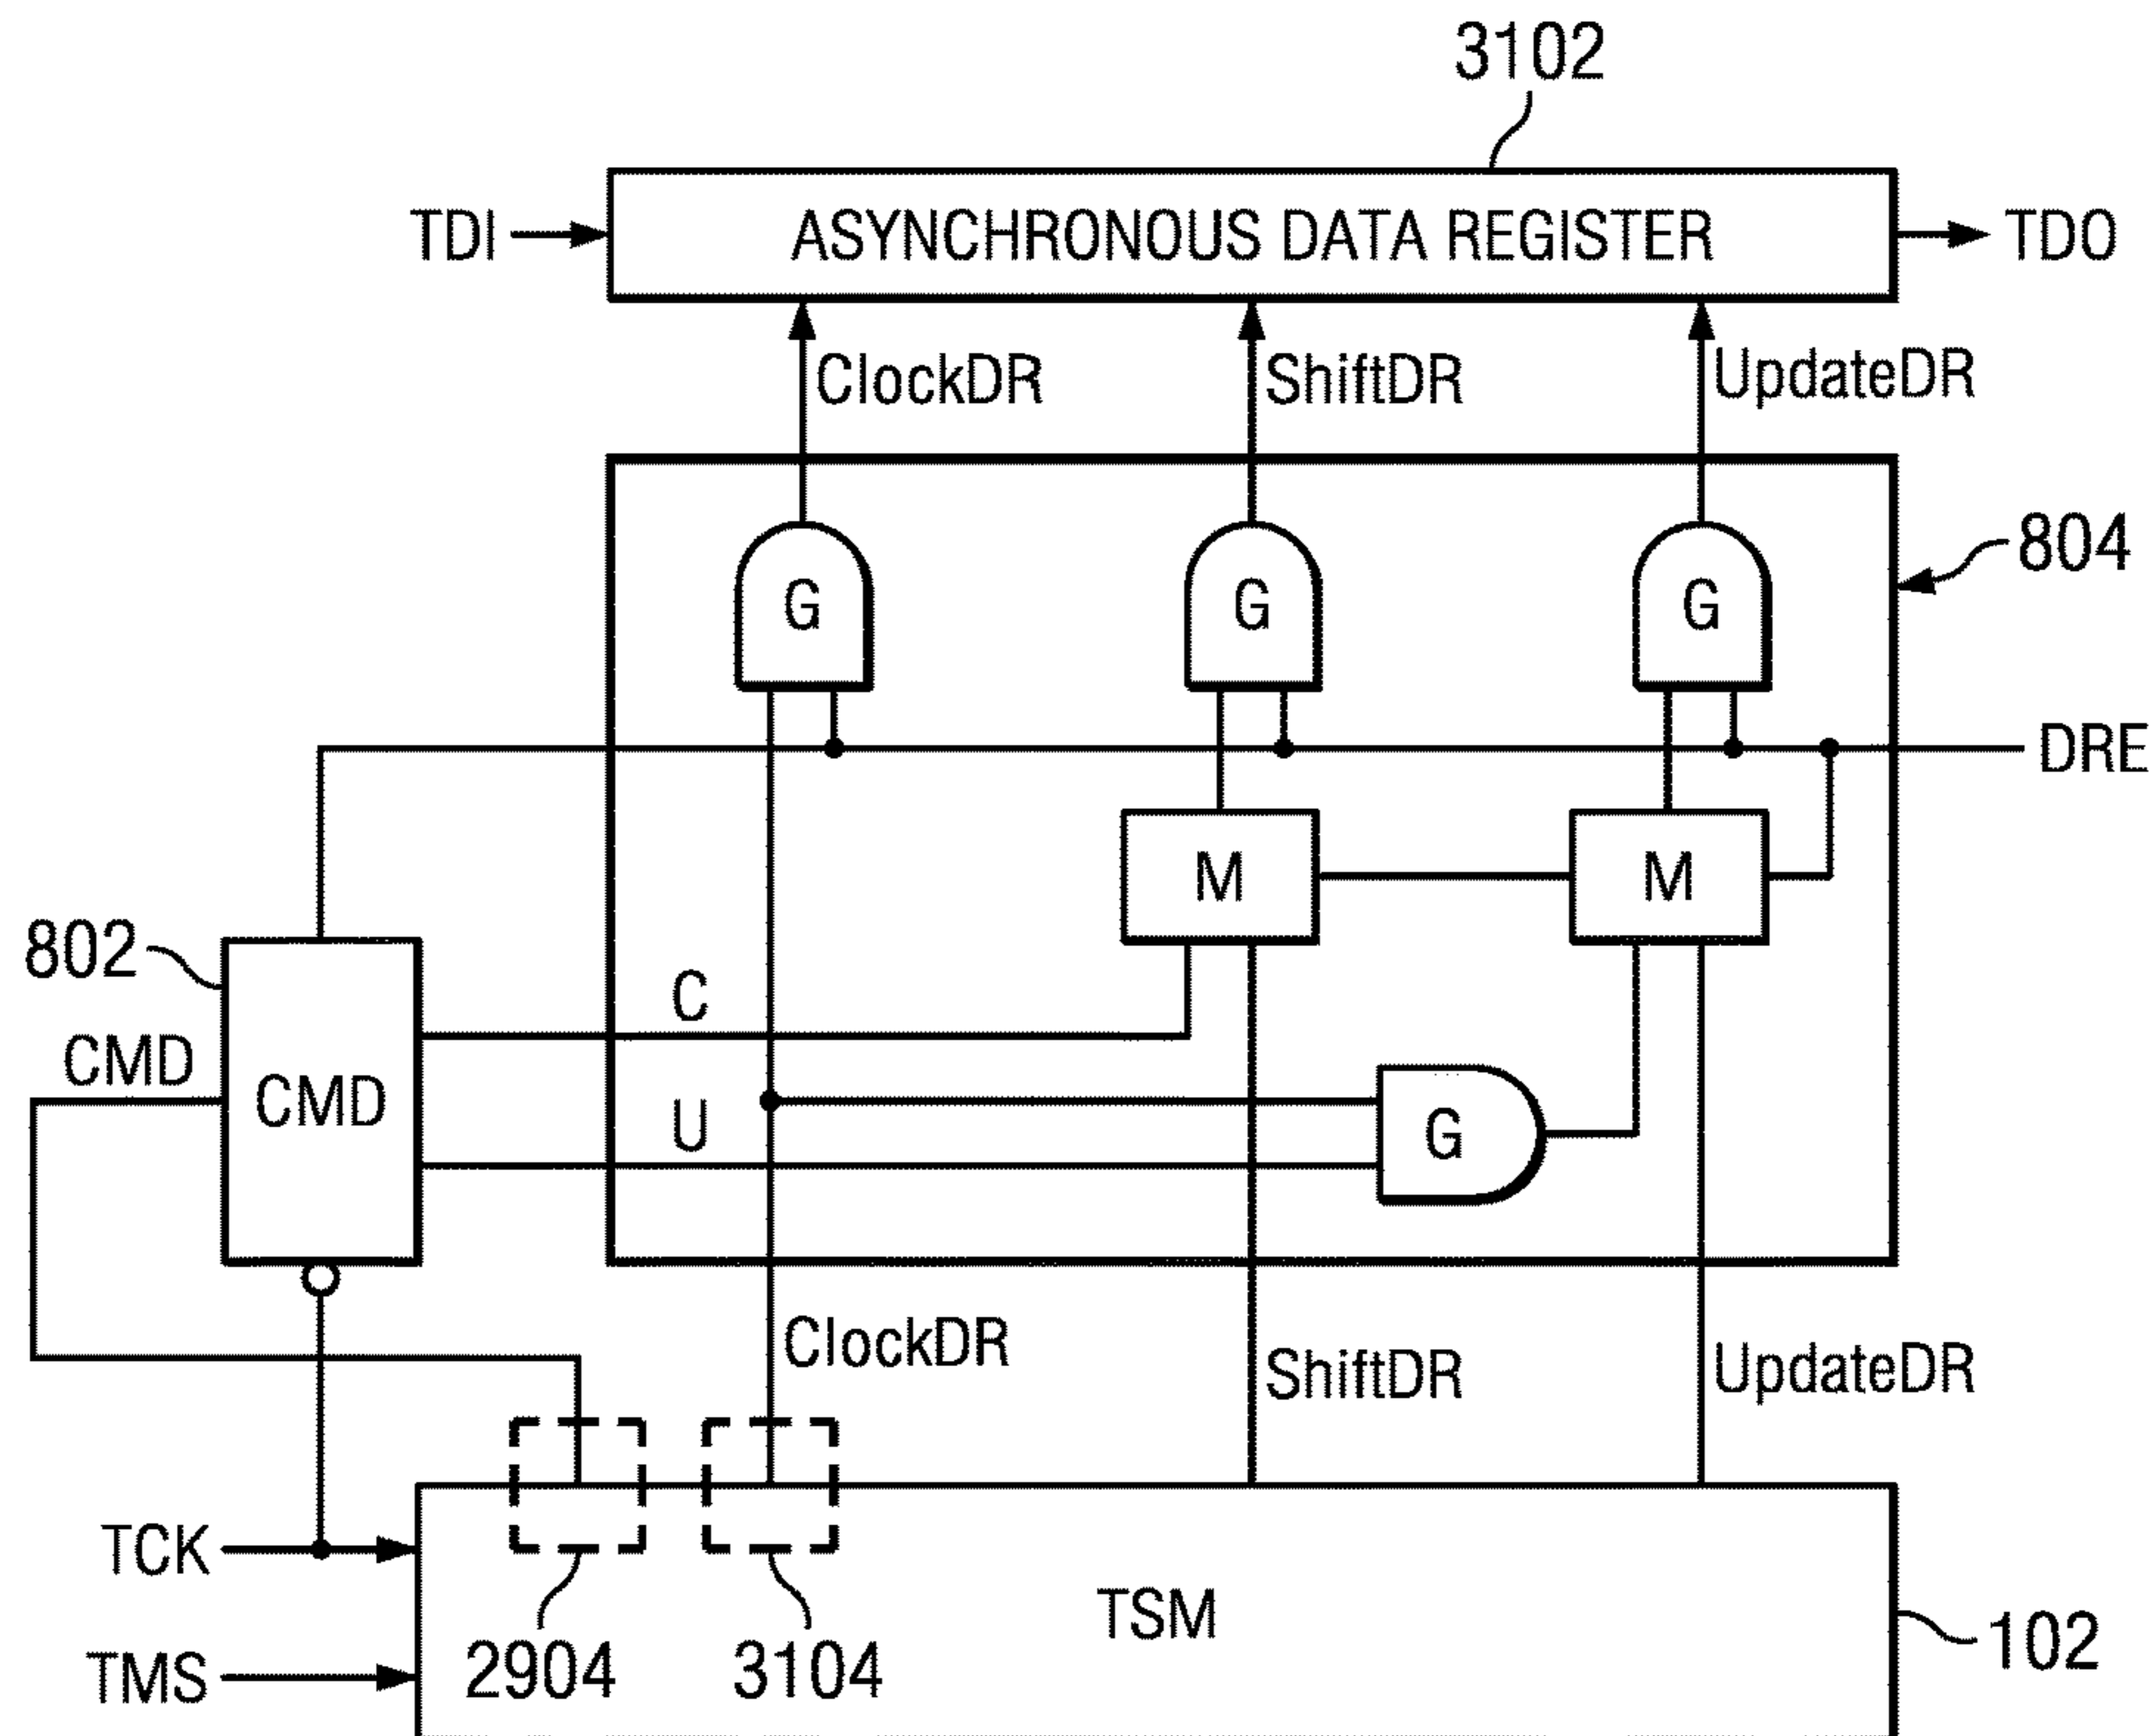 3102
TDI
ASYNCHRONOUS DATA REGISTER
TDO
ClockDR
ShiftDR
UpdateDR
G
G
G
804
DRE
M
M
802
C
CMD
CMD
U
G
ClockDR
ShiftDR
UpdateDR
TCK
TSM
TMS
2904
3104
102